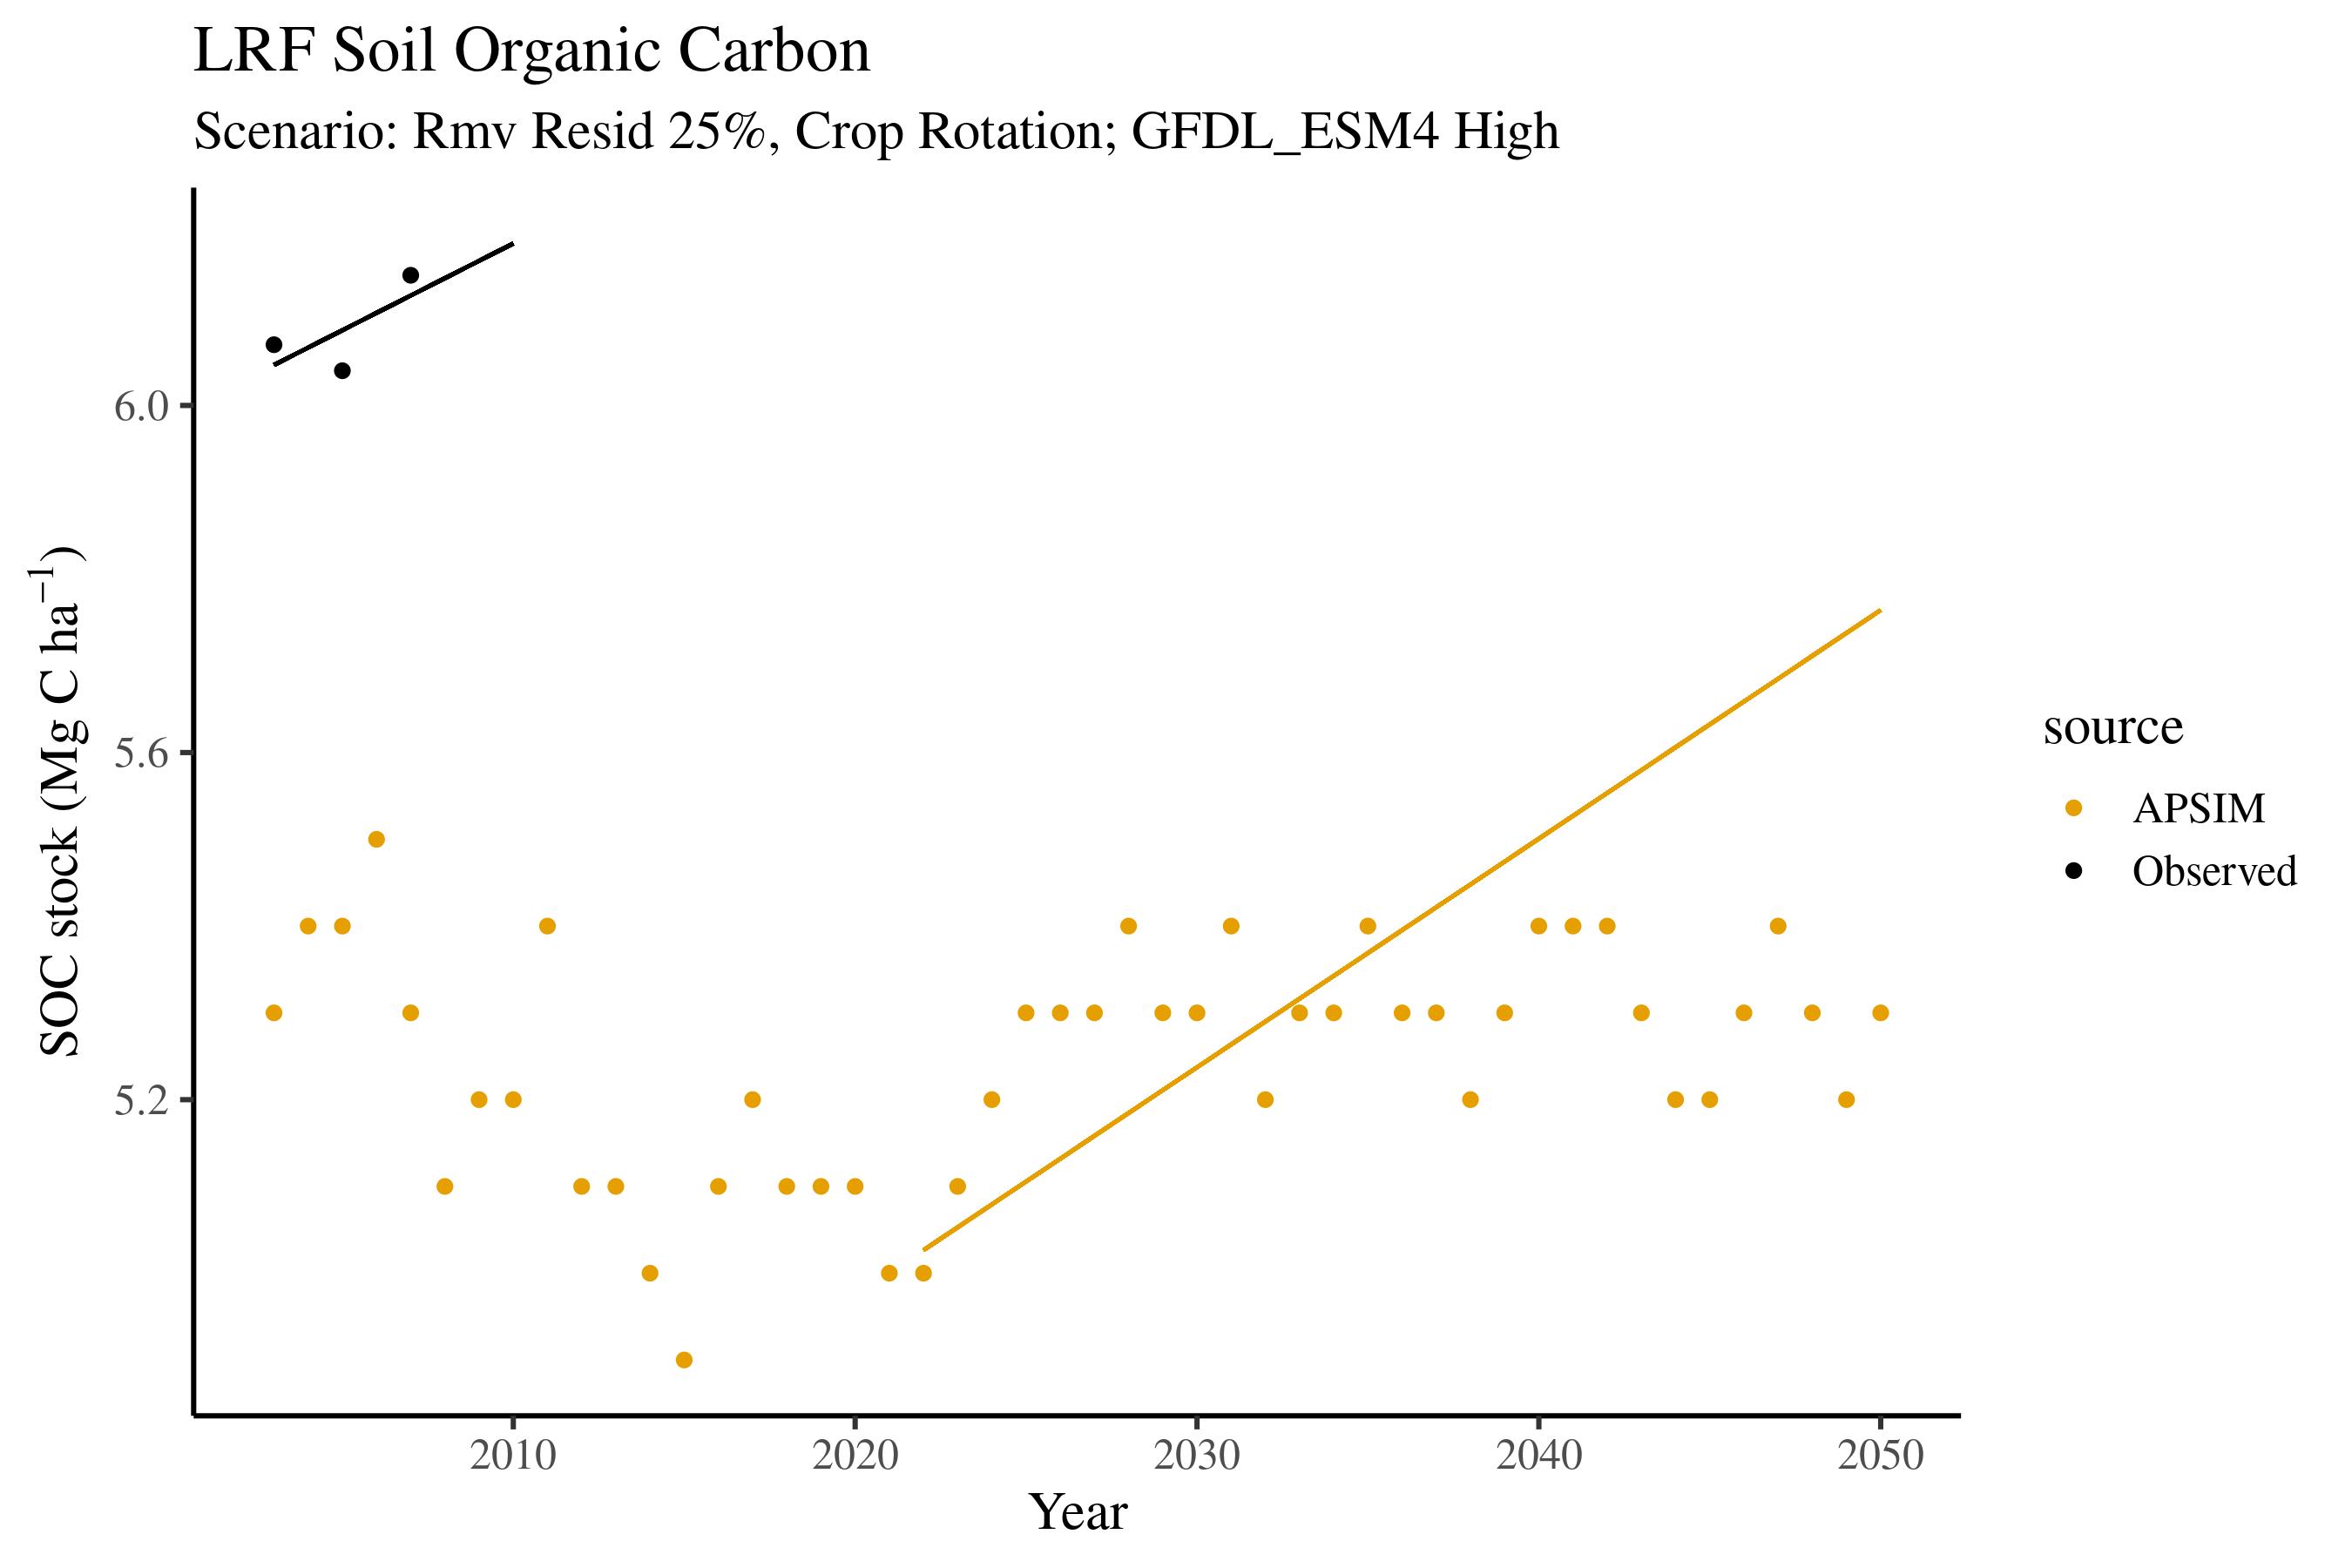 LRF Soil Organic Carbon
Scenario: Rmv Resid 25%, Crop Rotation; GFDL_ESM4 High
SOC stock (Mg C ha⁻¹)
6.0
5.6
5.2
2010 2020 2030 2040 2050
Year
source
APSIM
Observed